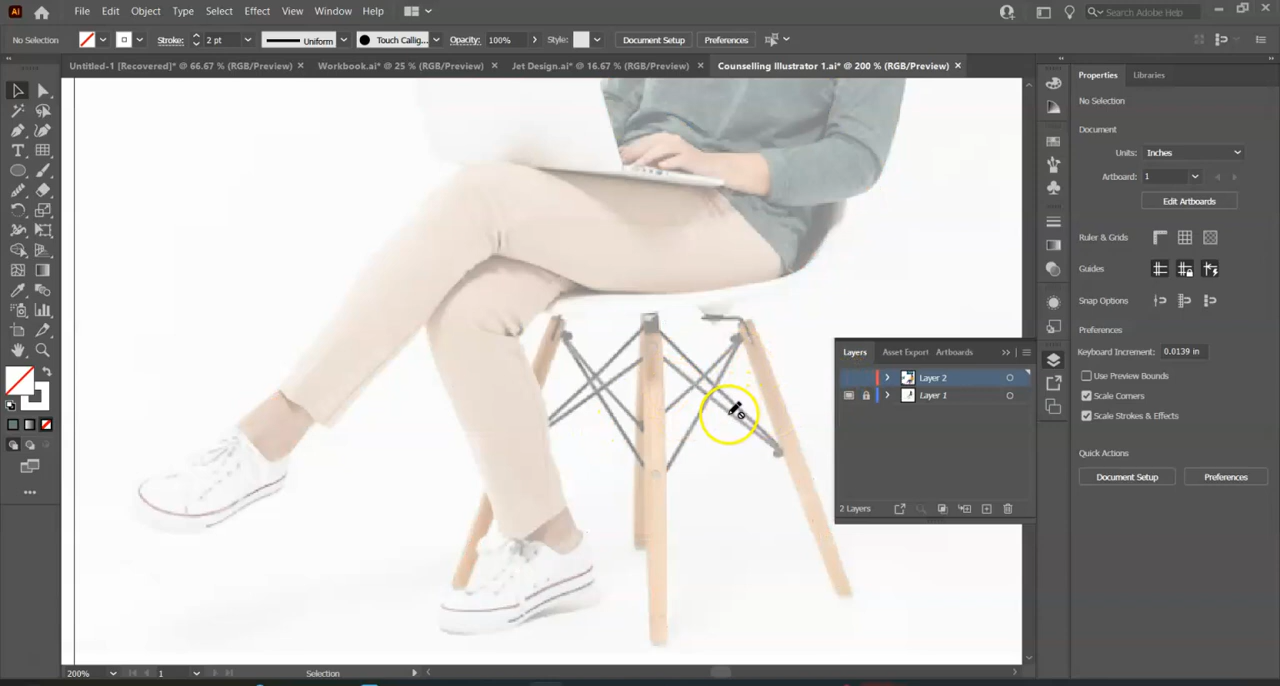 Ai File Edit Object Type Select Effect View Window Help Search Adobe Help
No Selection Stroke: 2 pt Uniform Touch Callig... Opacity: 100% Style: Document Setup Preferences
Untitled-1 [Recovered]* @ 66.67 % (RGB/Preview) × Workbook.ai* @ 25 % (RGB/Preview) × Jet Design.ai* @ 16.67 % (RGB/Preview) × Counselling Illustrator 1.ai* @ 200 % (RGB/Preview) ×
Properties Libraries
No Selection
Document
Units: Inches
Artboard: 1
Edit Artboards
Ruler & Grids
Guides
Snap Options
Preferences
Keyboard Increment: 0.0139 in
Use Preview Bounds
Scale Corners
Scale Strokes & Effects
Quick Actions
Document Setup Preferences
Layers Asset Export Artboards
Layer 2
Layer 1
2 Layers
200% 1 Selection